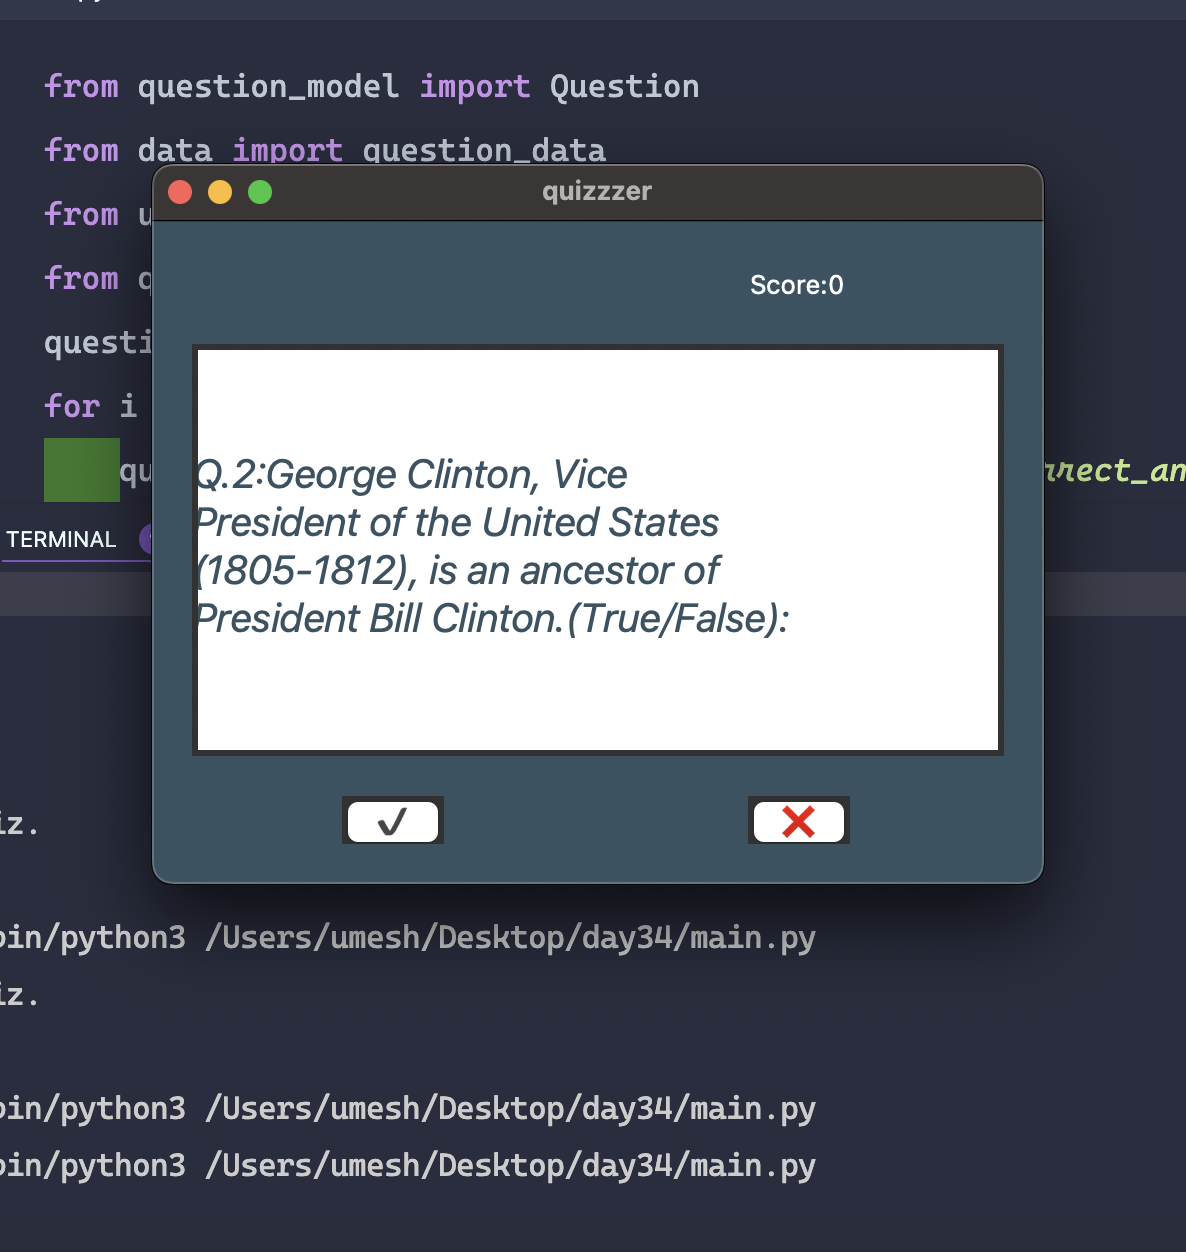 from question_model import Question
from data import question_data
from
quizzzer
from
Score:0
for i
Q.2:George Clinton, Vice
President of the United States
(1805-1812), is an ancestor of
President Bill Clinton.(True/False):
TERMINAL
iz.
bin/python3 /Users/umesh/Desktop/day34/main.py
iz.
bin/python3 /Users/umesh/Desktop/day34/main.py
bin/python3 /Users/umesh/Desktop/day34/main.py